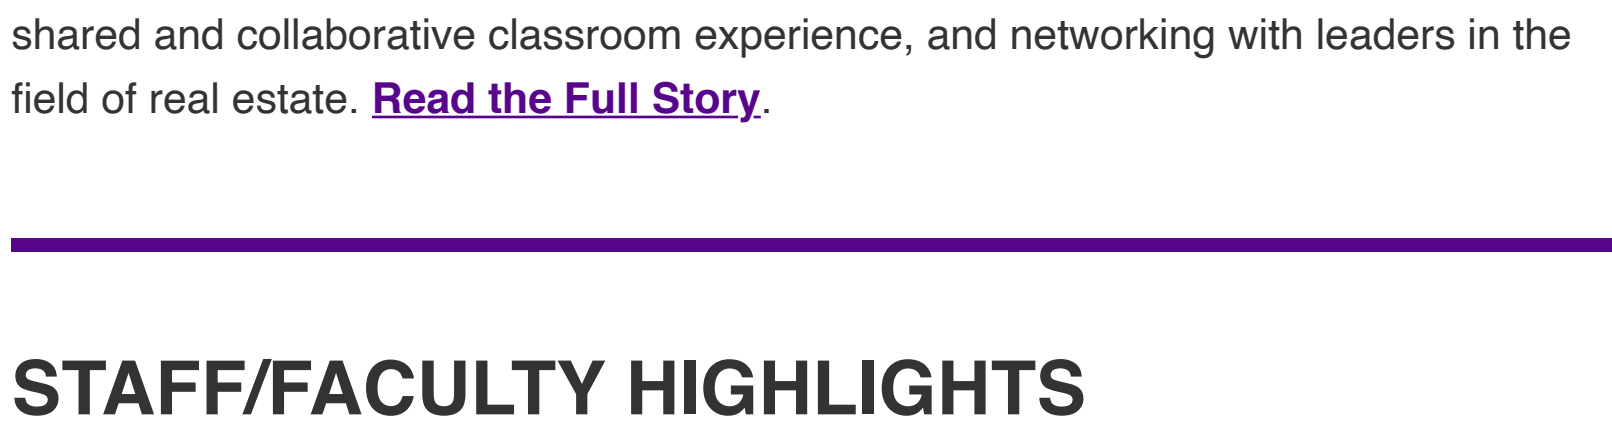 shared and collaborative classroom experience, and networking with leaders in the
field of real estate. Read the Full Story.
STAFF/FACULTY HIGHLIGHTS